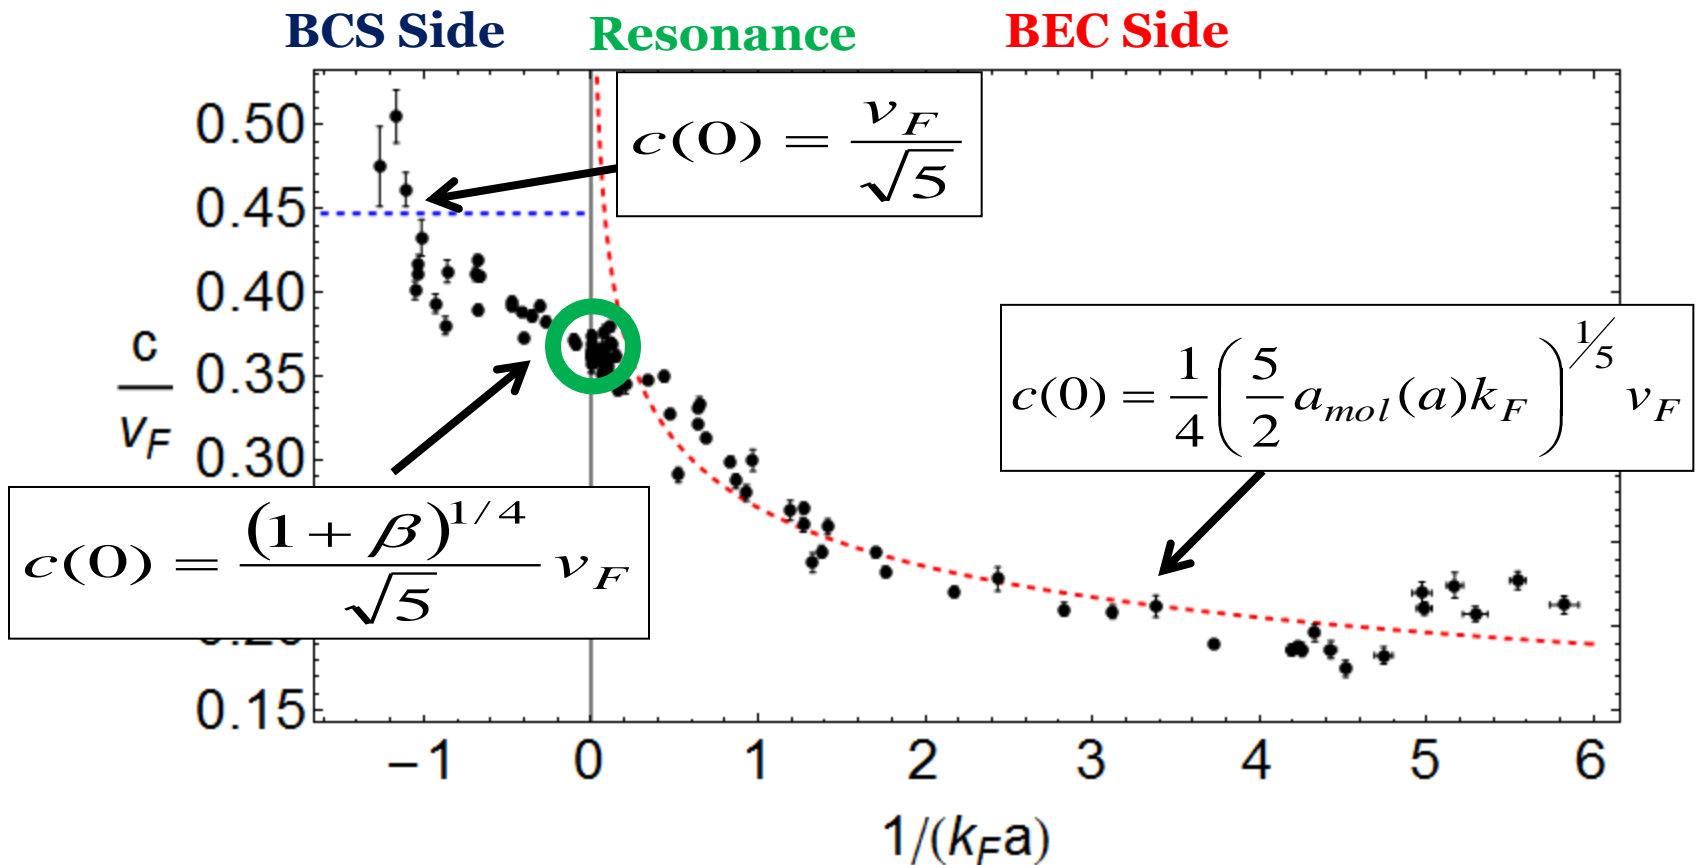 BCS Side Resonance BEC Side
0.50
0.45
0.40
0.35
0.30
0.15
c/v_F
c(0) = v_F/√5
c(0) = 1/4 (5/2 a_mol(a)k_F)^{1/5} v_F
c(0) = (1 + β)^{1/4}/√5 v_F
−1 0 1 2 3 4 5 6
1/(k_F a)